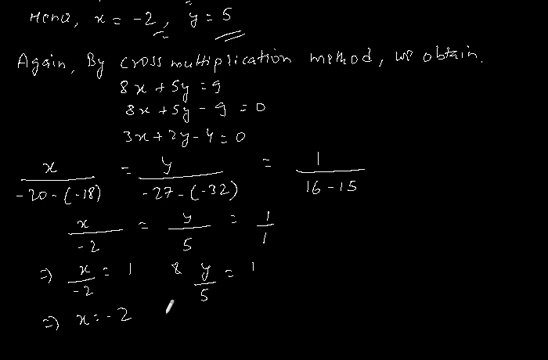 Hence, x = -2, y = 5
Again, By cross multiplication method, we obtain.
8x + 5y = 9
8x + 5y - 9 = 0
3x + 2y - 4 = 0
x/(-20-(-18)) = y/(-27-(-32)) = 1/(16-15)
x/-2 = y/5 = 1/1
⇒ x/-2 = 1 & y/5 = 1
⇒ x = -2